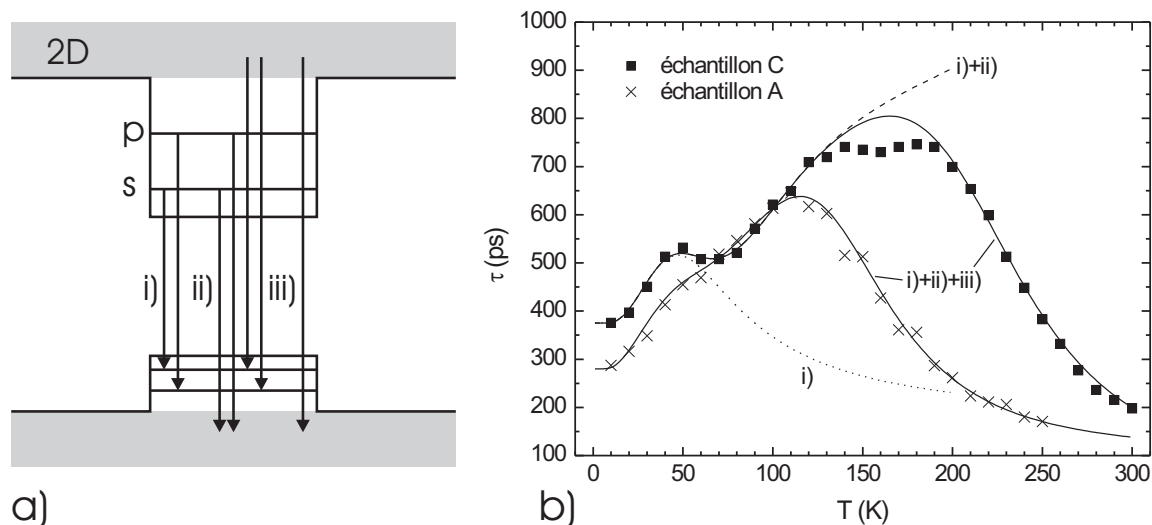 2D
p
s
i)
ii)
iii)
a)
1000
900
800
700
600
500
400
300
200
100
τ (ps)
échantillon C
échantillon A
i)+ii)
i)+ii)+iii)
i)
0 50 100 150 200 250 300
T (K)
b)